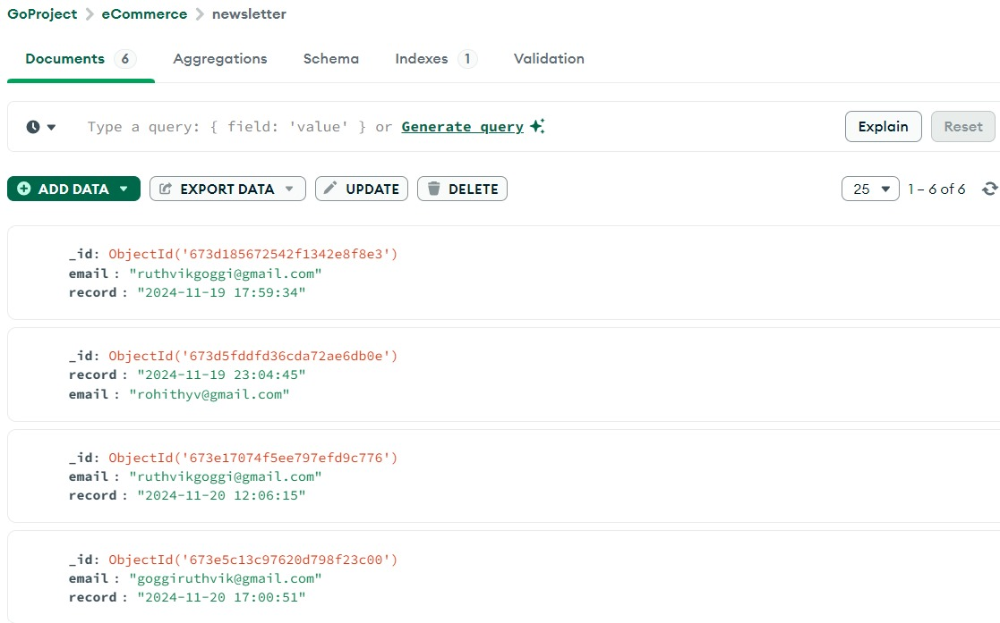 GoProject > eCommerce > newsletter
Documents 6 Aggregations Schema Indexes 1 Validation
Type a query: { field: 'value' } or Generate query Explain Reset
ADD DATA EXPORT DATA UPDATE DELETE 25 1 – 6 of 6
_id: ObjectId('673d185672542f1342e8f8e3')
email : "ruthvikgoggi@gmail.com"
record : "2024-11-19 17:59:34"
_id: ObjectId('673d5fddfd36cda72ae6db0e')
record : "2024-11-19 23:04:45"
email : "rohithyv@gmail.com"
_id: ObjectId('673e17074f5ee797efd9c776')
email : "ruthvikgoggi@gmail.com"
record : "2024-11-20 12:06:15"
_id: ObjectId('673e5c13c97620d798f23c00')
email : "goggiruthvik@gmail.com"
record : "2024-11-20 17:00:51"